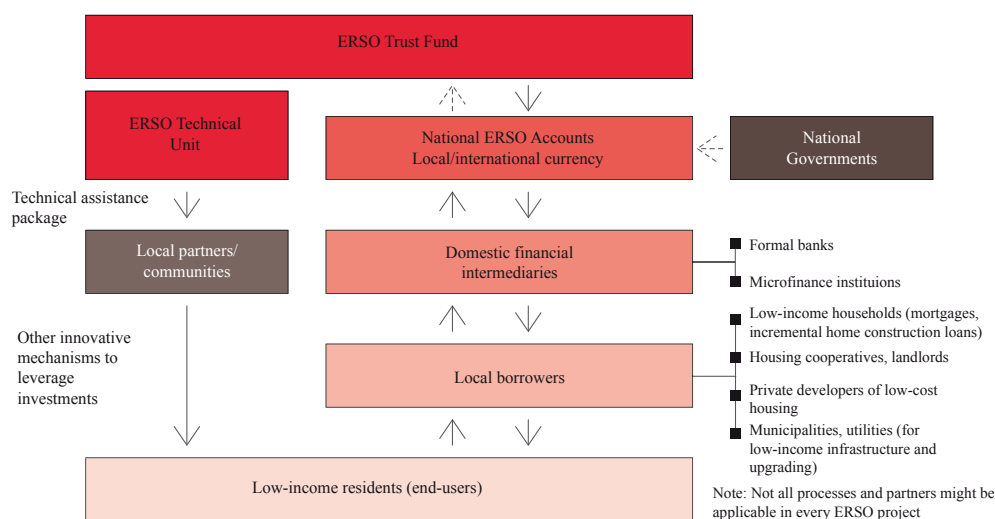 ERSO Trust Fund
ERSO Technical
Unit
National ERSO Accounts
Local/international currency
National
Governments
Technical assistance
package
Local partners/
communities
Domestic financial
intermediaries
Formal banks
Microfinance instituions
Other innovative
mechanisms to
leverage
investments
Local borrowers
Low-income households (mortgages,
incremental home construction loans)
Housing cooperatives, landlords
Private developers of low-cost
housing
Municipalities, utilities (for
low-income infrastructure and
upgrading)
Low-income residents (end-users)
Note: Not all processes and partners might be
applicable in every ERSO project